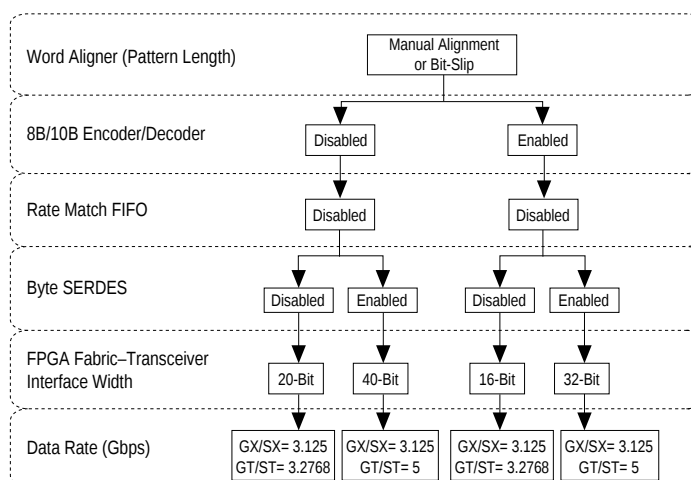 Word Aligner (Pattern Length)
Manual Alignment
or Bit-Slip
8B/10B Encoder/Decoder
Disabled
Enabled
Rate Match FIFO
Disabled
Disabled
Byte SERDES
Disabled
Enabled
Disabled
Enabled
FPGA Fabric–Transceiver
Interface Width
20-Bit
40-Bit
16-Bit
32-Bit
Data Rate (Gbps)
GX/SX= 3.125
GT/ST= 3.2768
GX/SX= 3.125
GT/ST= 5
GX/SX= 3.125
GT/ST= 3.2768
GX/SX= 3.125
GT/ST= 5